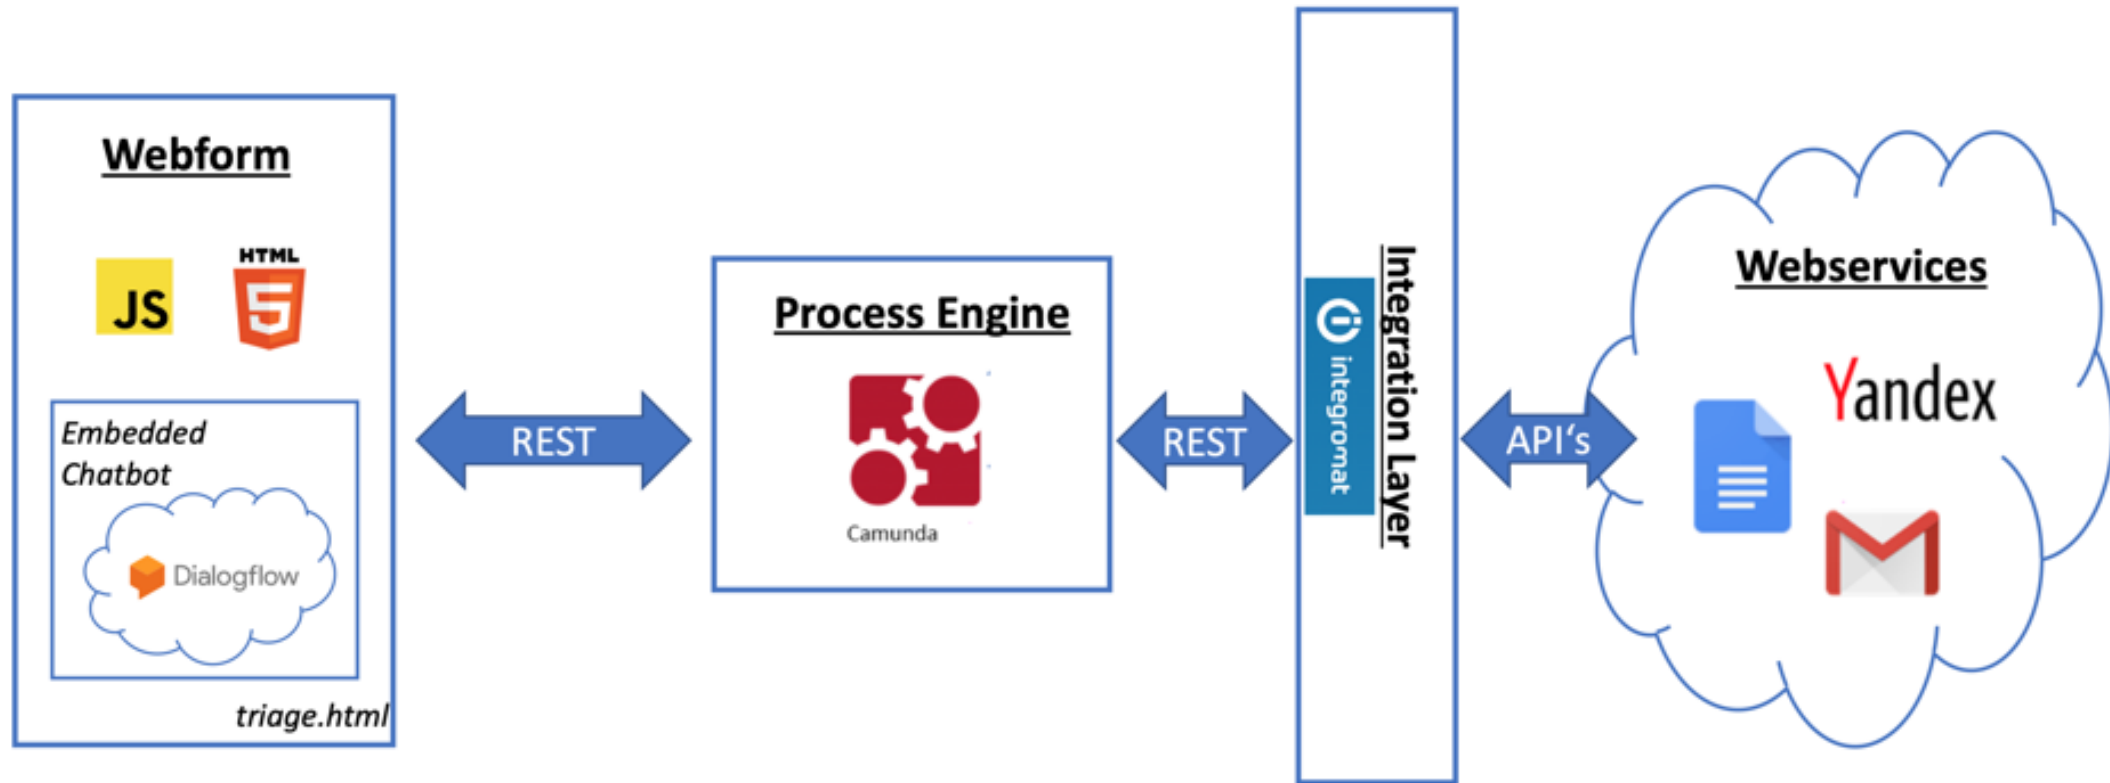 Webform
JS
HTML
5
Embedded
Chatbot
Dialogflow
triage.html
REST
Process Engine
Camunda
REST
Integration Layer
integromat
API‘s
Webservices
Yandex